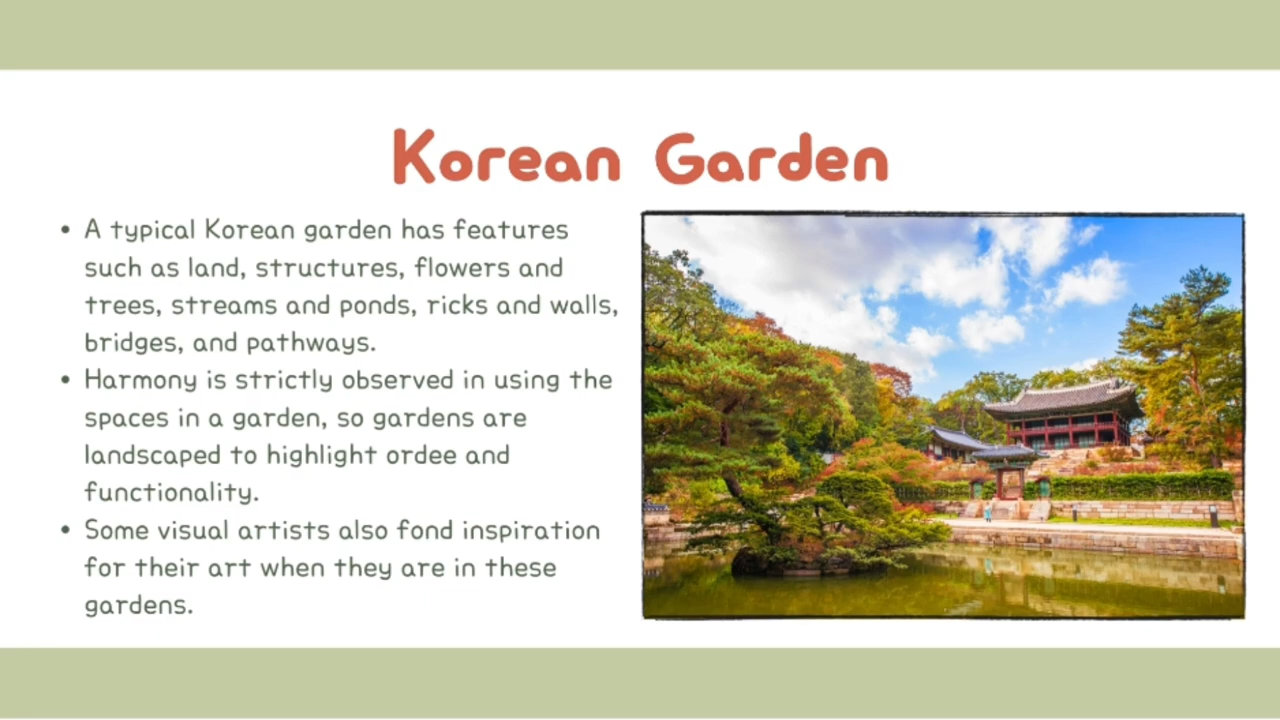 Korean Garden
• A typical Korean garden has features
such as land, structures, flowers and
trees, streams and ponds, ricks and walls,
bridges, and pathways.
• Harmony is strictly observed in using the
spaces in a garden, so gardens are
landscaped to highlight ordee and
functionality.
• Some visual artists also fond inspiration
for their art when they are in these
gardens.